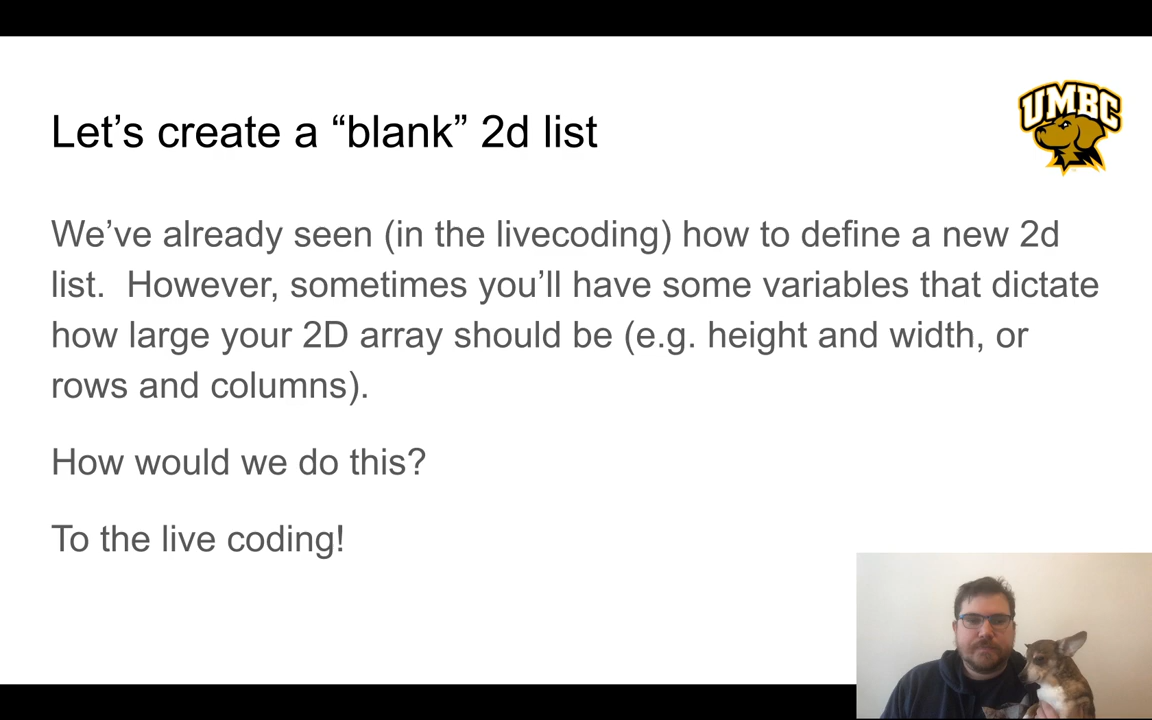 UMBC
Let’s create a “blank” 2d list
We’ve already seen (in the livecoding) how to define a new 2d
list.  However, sometimes you’ll have some variables that dictate
how large your 2D array should be (e.g. height and width, or
rows and columns).
How would we do this?
To the live coding!